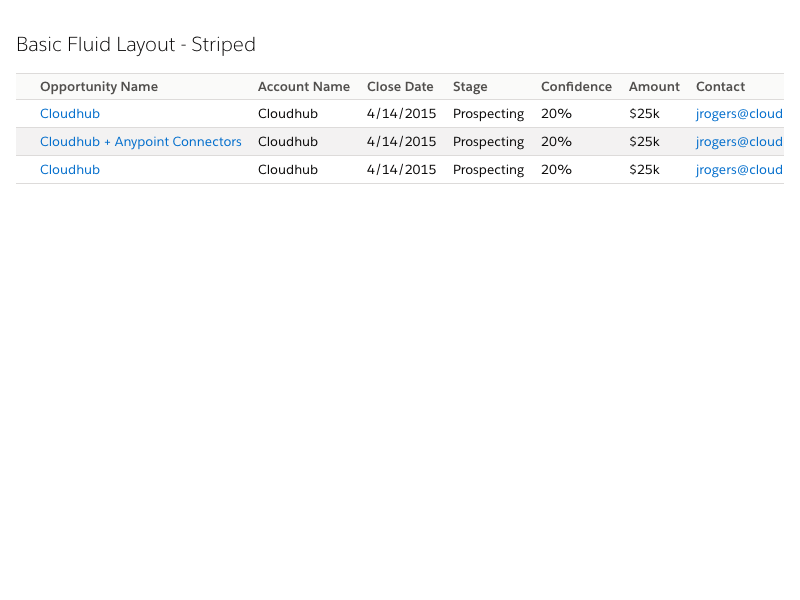 Basic Fluid Layout - Striped
Opportunity Name Account Name Close Date Stage Confidence Amount Contact
Cloudhub Cloudhub 4/14/2015 Prospecting 20% $25k jrogers@cloud
Cloudhub + Anypoint Connectors Cloudhub 4/14/2015 Prospecting 20% $25k jrogers@cloud
Cloudhub Cloudhub 4/14/2015 Prospecting 20% $25k jrogers@cloud